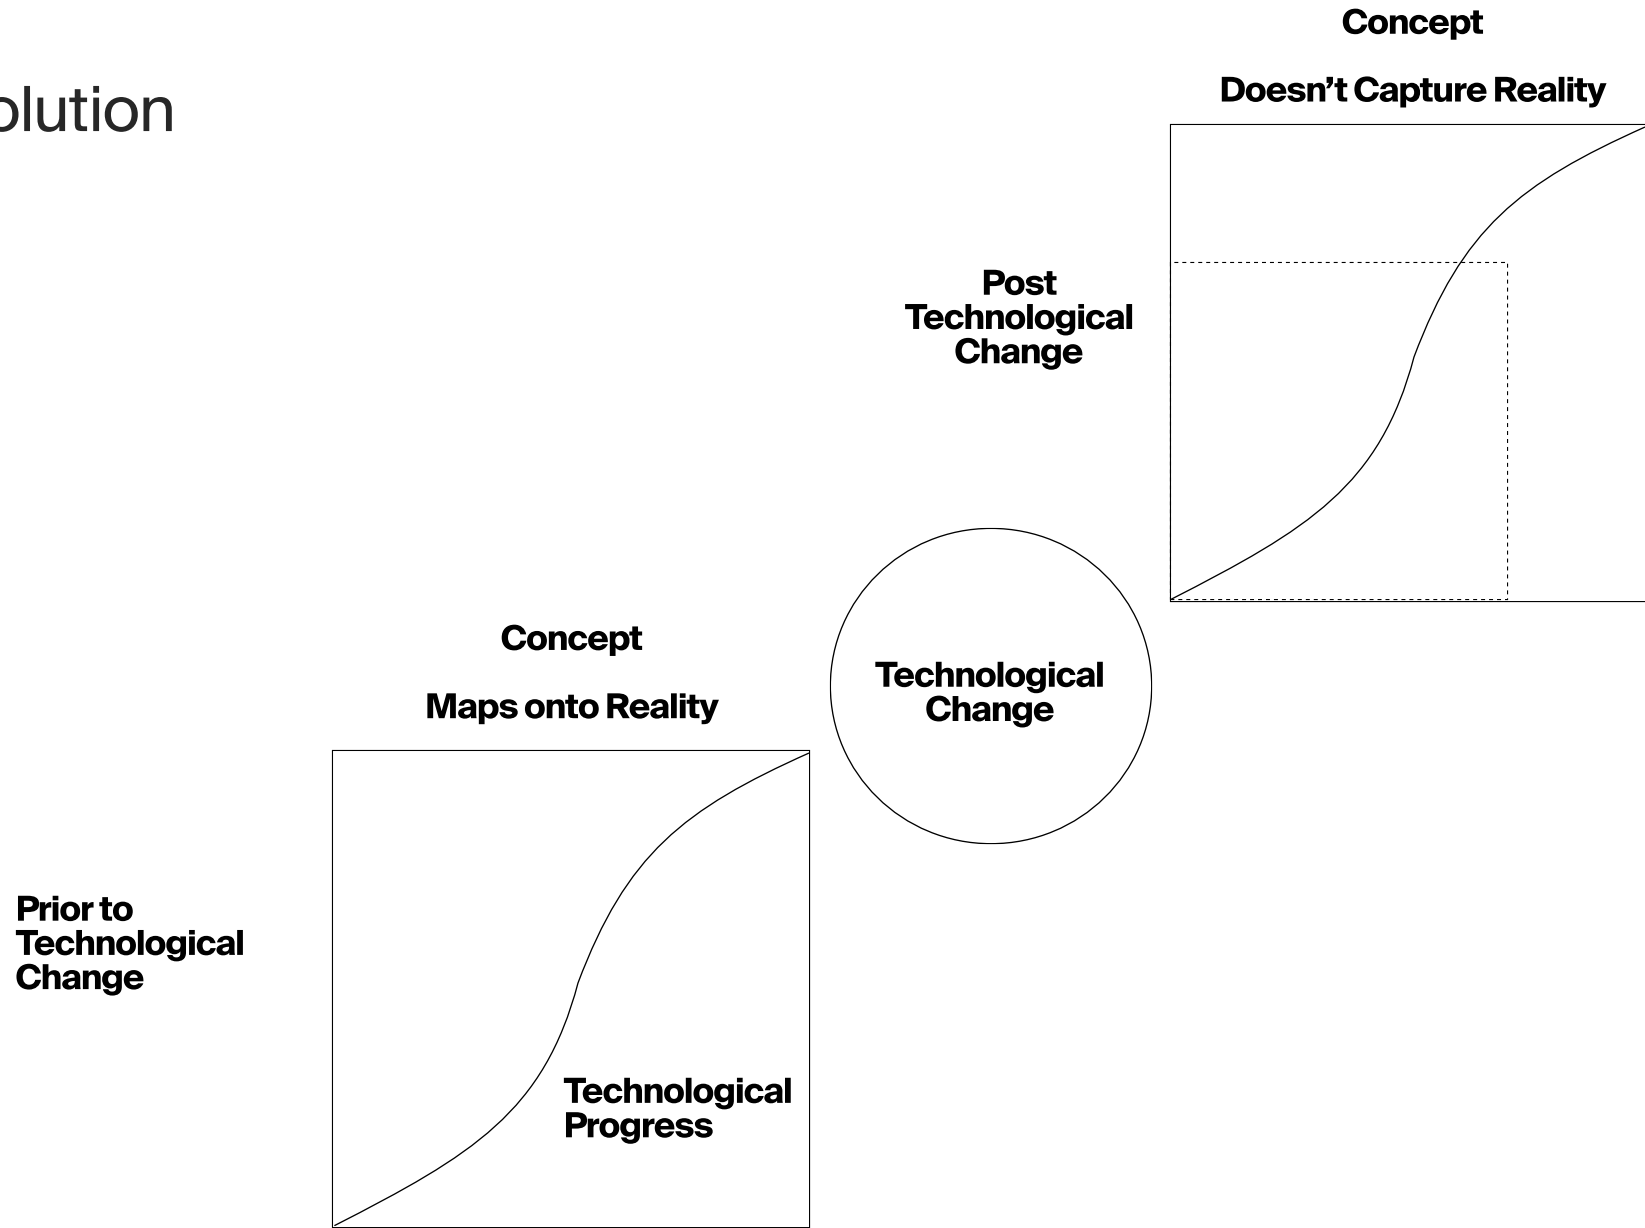 olution
Concept
Doesn’t Capture Reality
Post
Technological
Change
Technological
Change
Concept
Maps onto Reality
Prior to
Technological
Change
Technological
Progress